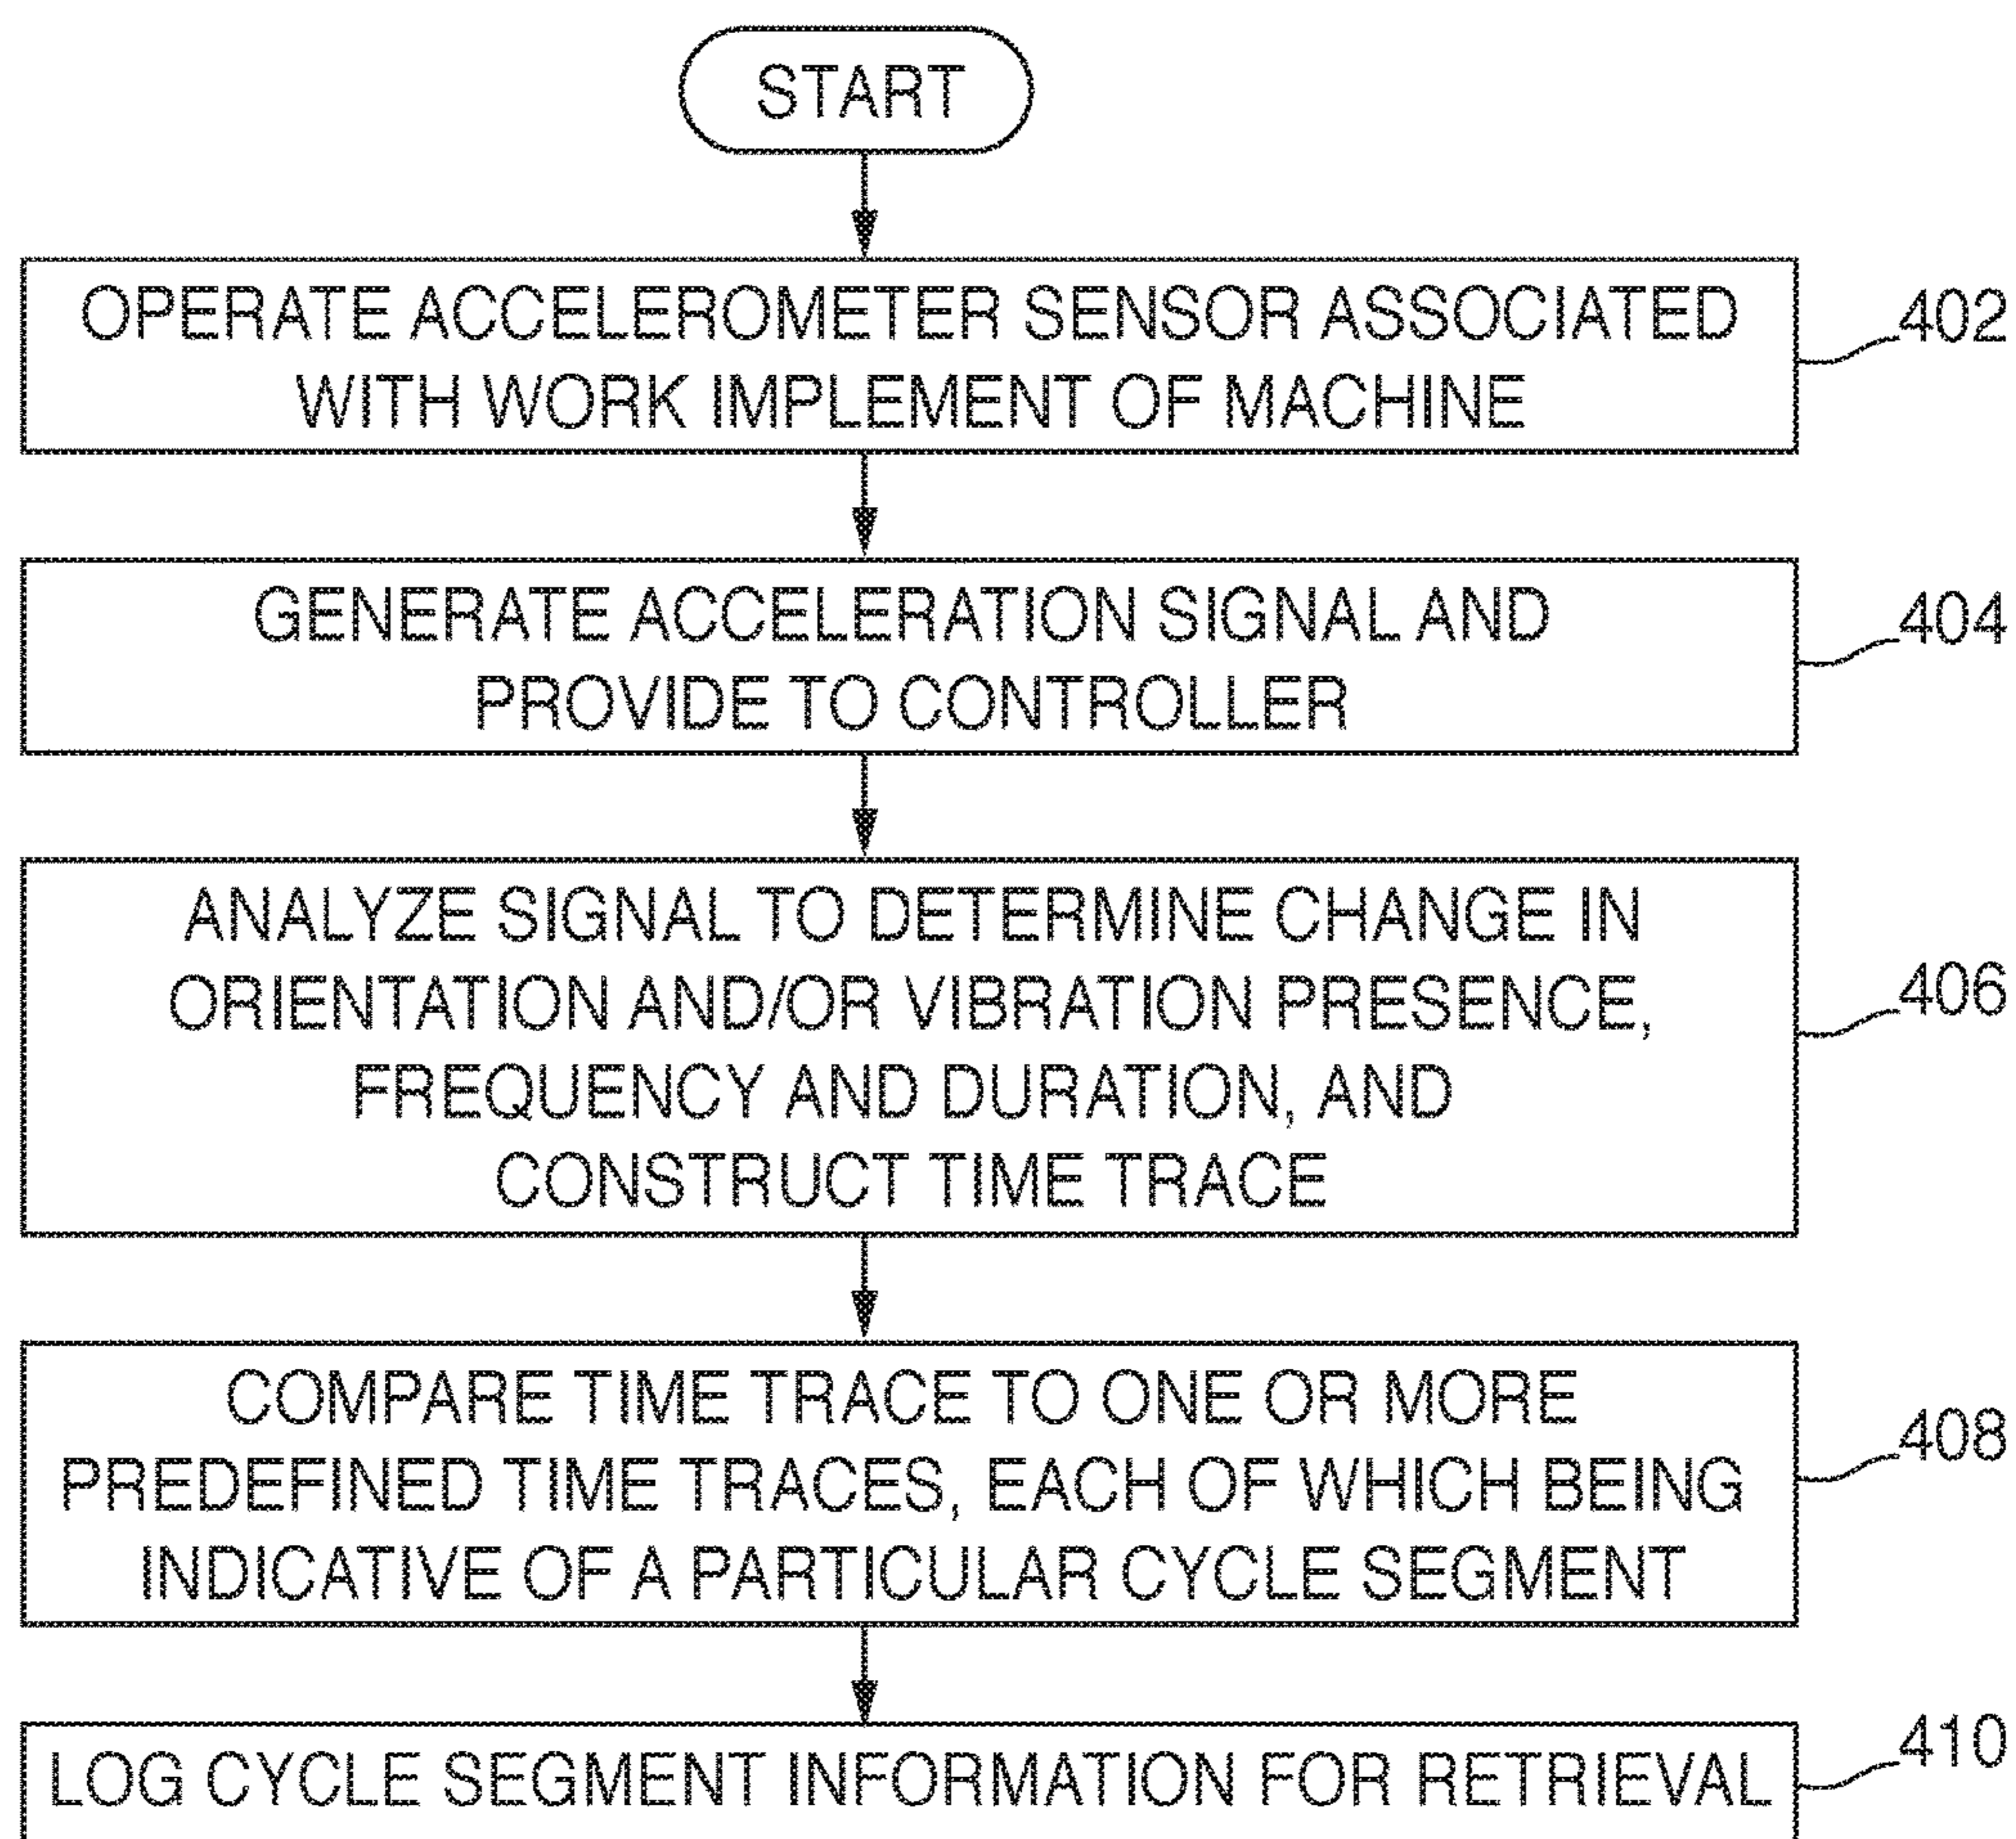 START
OPERATE ACCELEROMETER SENSOR ASSOCIATED
WITH WORK IMPLEMENT OF MACHINE
402
GENERATE ACCELERATION SIGNAL AND
PROVIDE TO CONTROLLER
404
ANALYZE SIGNAL TO DETERMINE CHANGE IN
ORIENTATION AND/OR VIBRATION PRESENCE,
FREQUENCY AND DURATION, AND
CONSTRUCT TIME TRACE
406
COMPARE TIME TRACE TO ONE OR MORE
PREDEFINED TIME TRACES, EACH OF WHICH BEING
INDICATIVE OF A PARTICULAR CYCLE SEGMENT
408
LOG CYCLE SEGMENT INFORMATION FOR RETRIEVAL
410